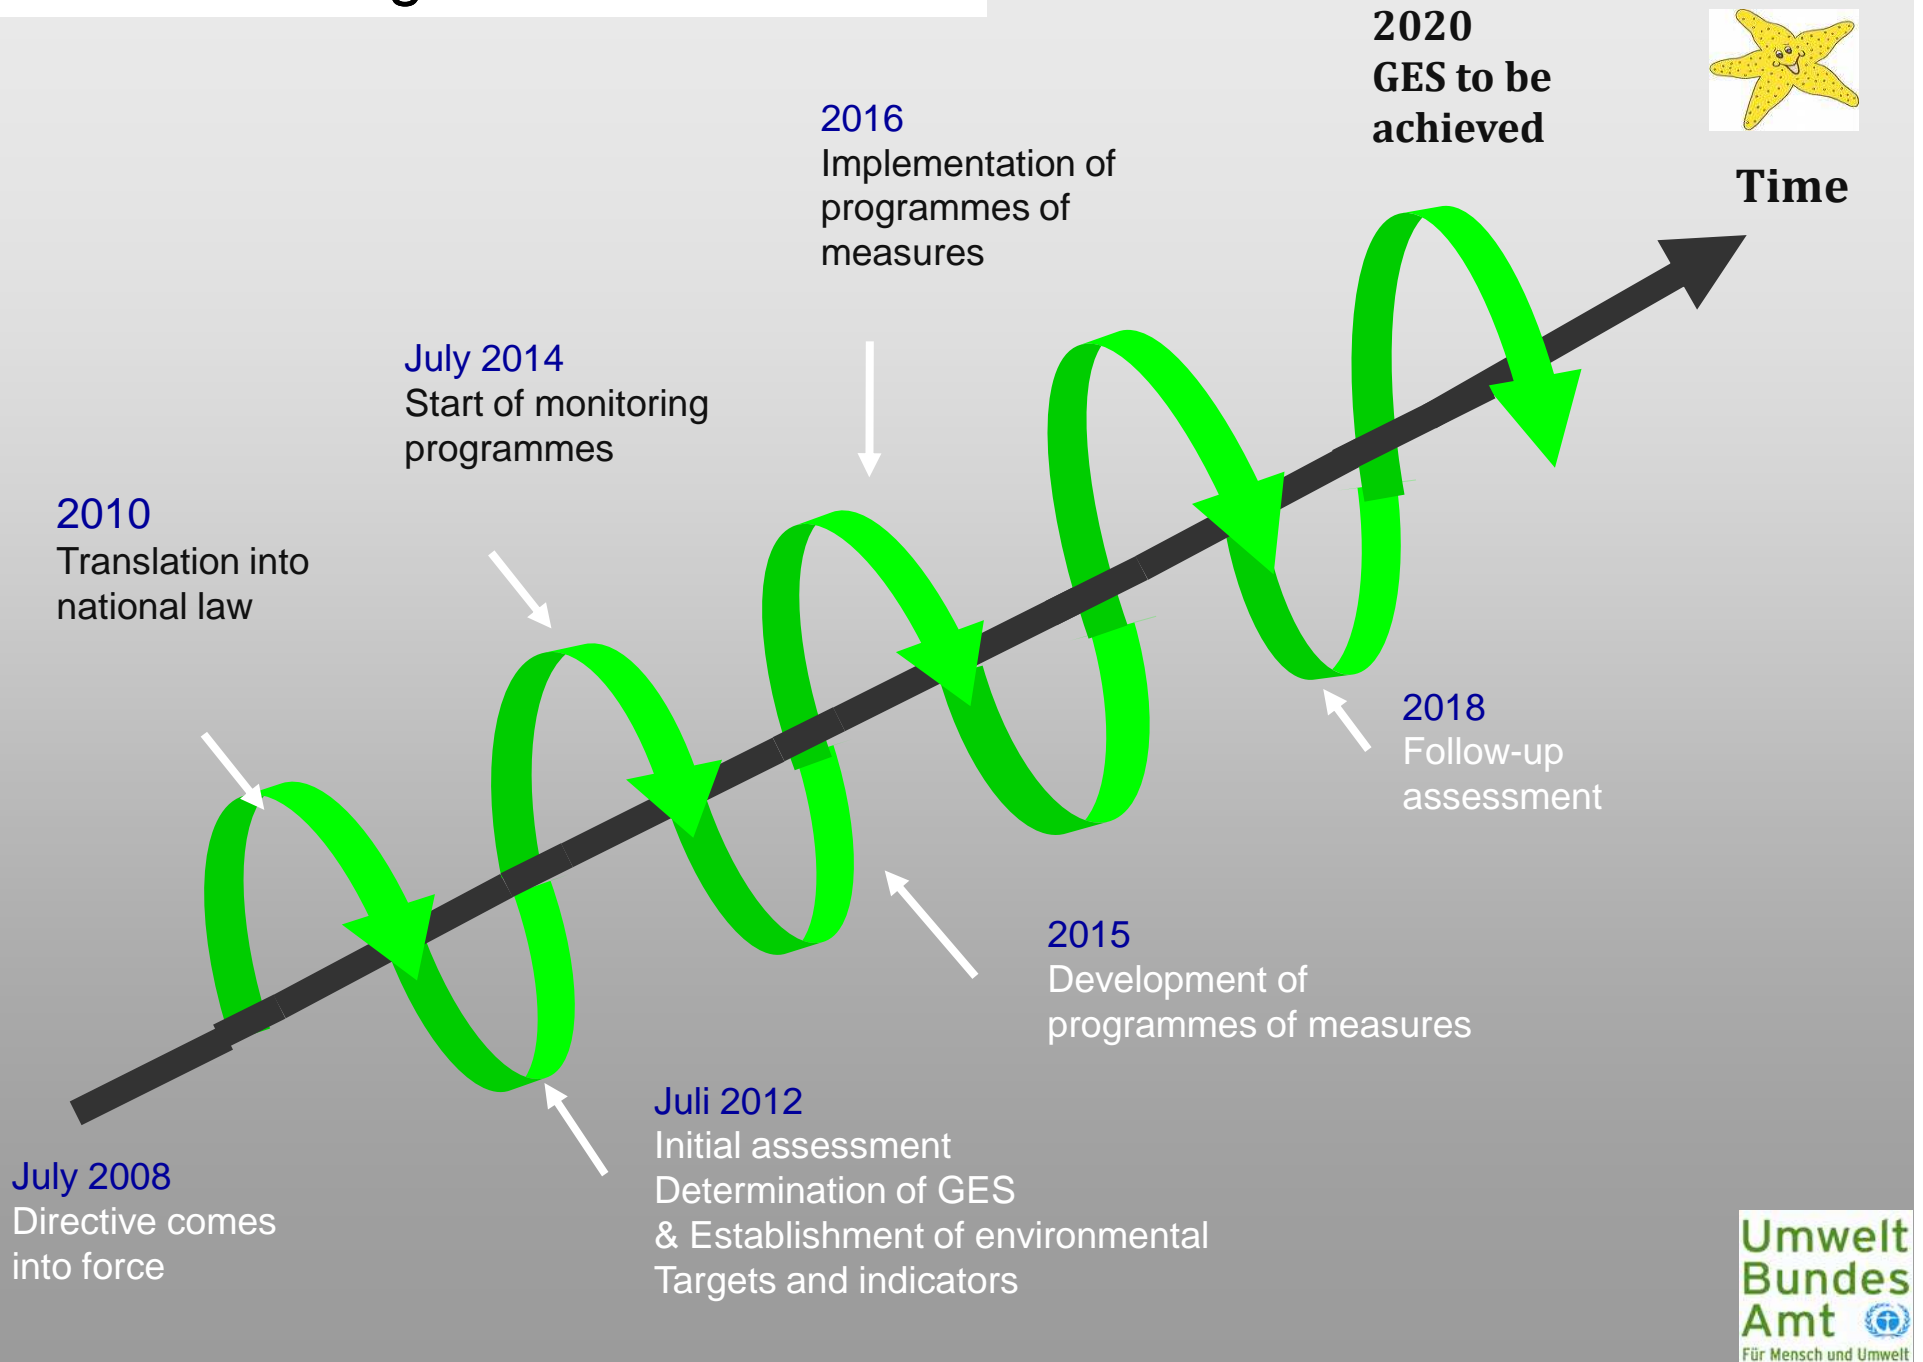 2020
GES to be
achieved
Time
2016
Implementation of
programmes of
measures
July 2014
Start of monitoring
programmes
2010
Translation into
national law
2018
Follow-up
assessment
2015
Development of
programmes of measures
Juli 2012
Initial assessment
Determination of GES
& Establishment of environmental
Targets and indicators
July 2008
Directive comes
into force
Umwelt
Bundes
Amt
Für Mensch und Umwelt